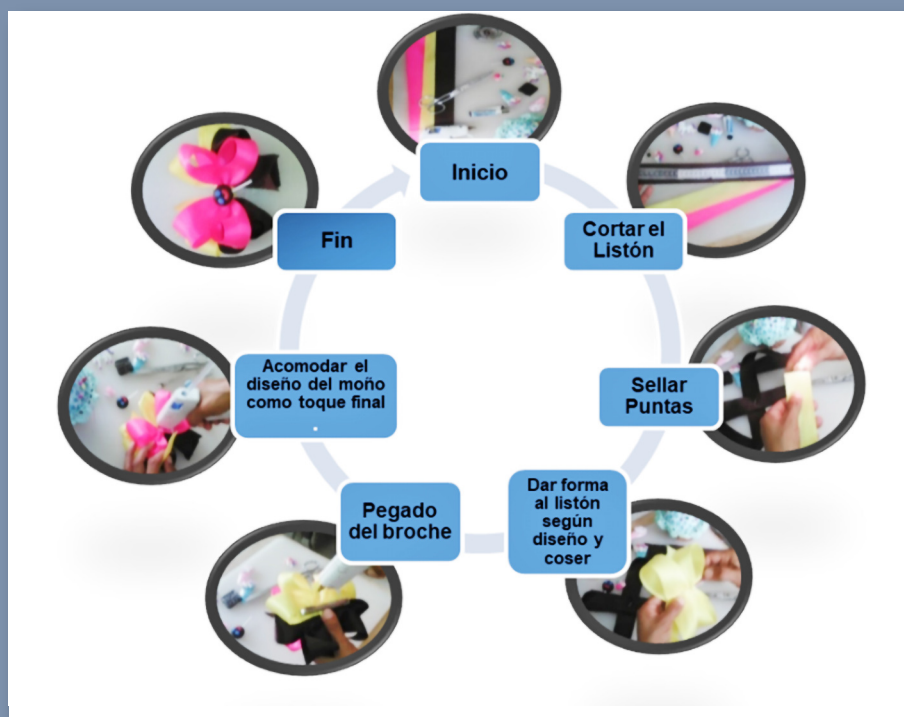 Inicio
Cortar el
Listón
Sellar
Puntas
Dar forma
al listón
según
diseño y
coser
Pegado
del broche
Acomodar el
diseño del moño
como toque final
.
Fin